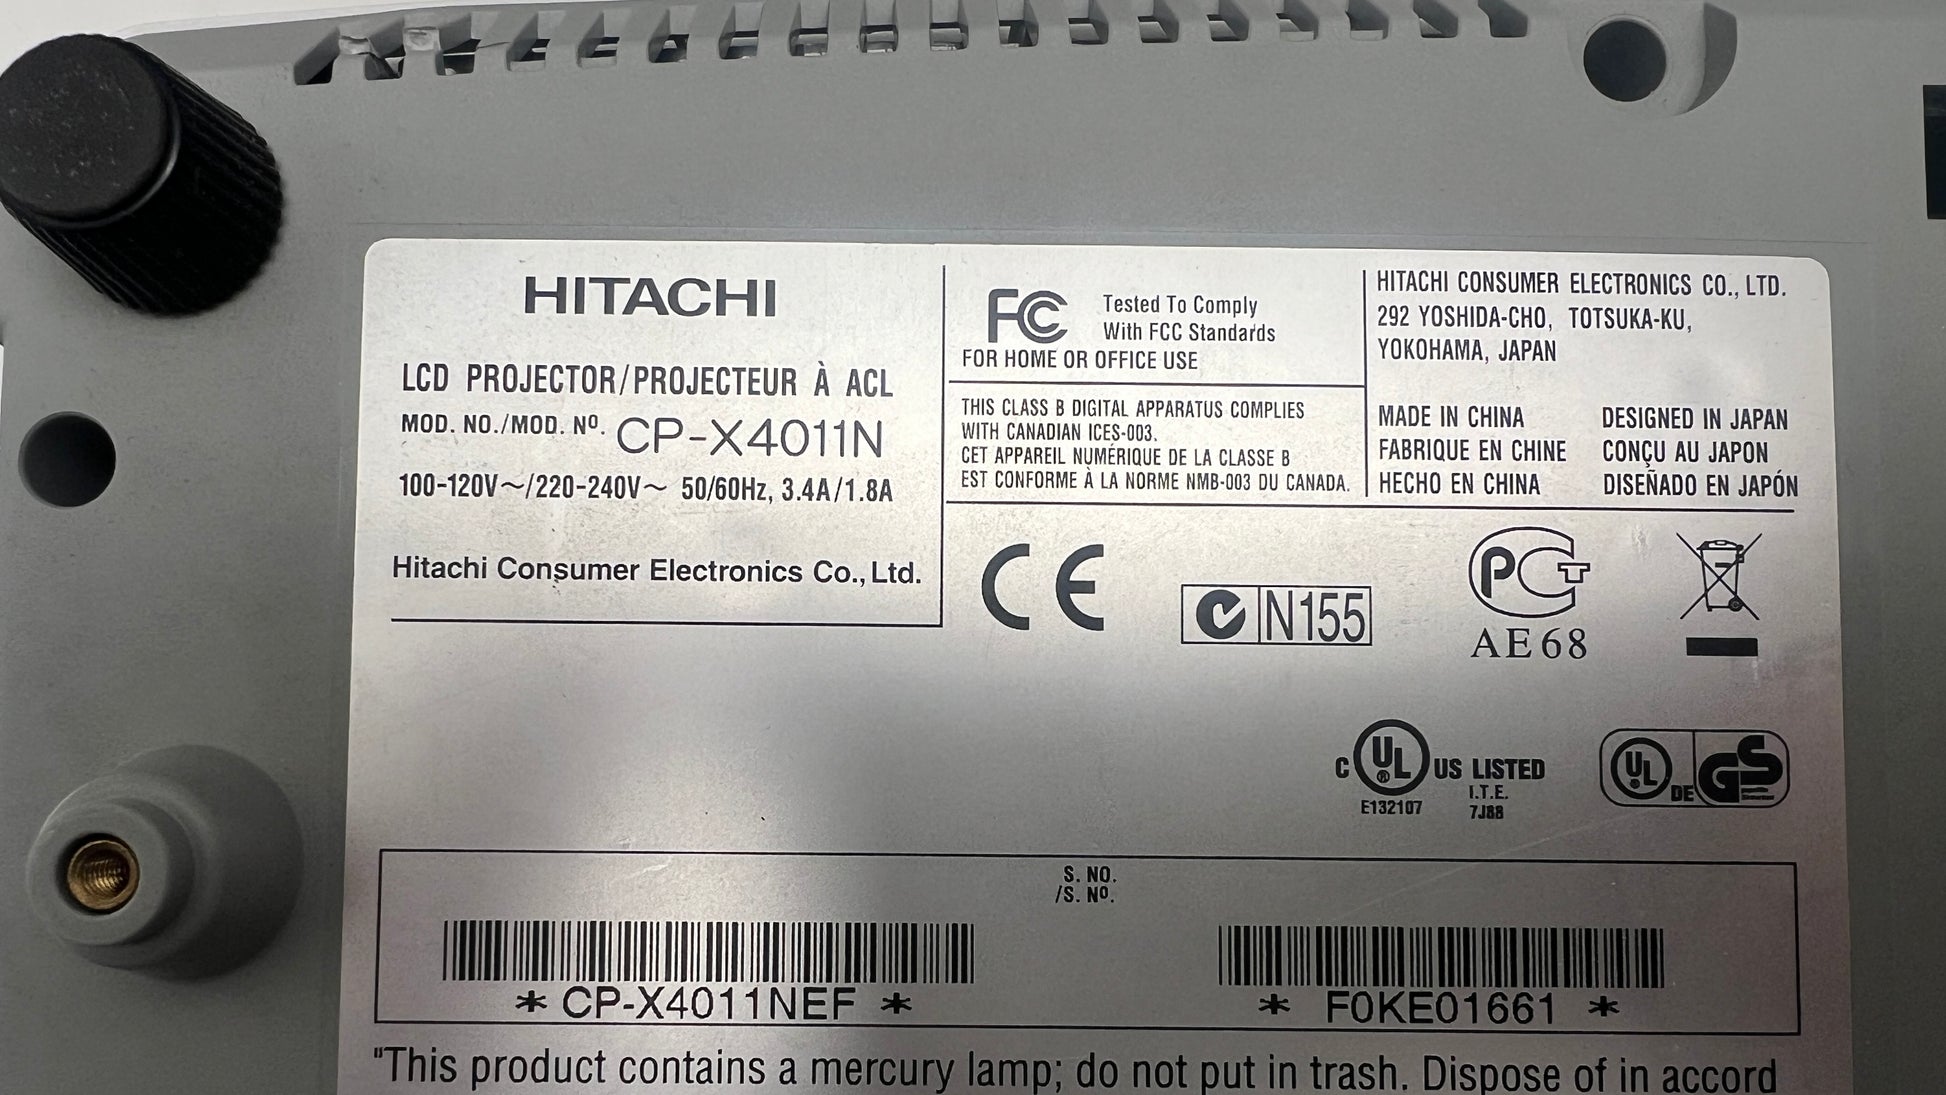 HITACHI
LCD PROJECTOR/PROJECTEUR À ACL
MOD. NO./MOD. Nº. CP-X4011N
100-120V～/220-240V～ 50/60Hz, 3.4A/1.8A
Hitachi Consumer Electronics Co., Ltd.
FC Tested To Comply
With FCC Standards
FOR HOME OR OFFICE USE
THIS CLASS B DIGITAL APPARATUS COMPLIES
WITH CANADIAN ICES-003.
CET APPAREIL NUMÉRIQUE DE LA CLASSE B
EST CONFORME À LA NORME NMB-003 DU CANADA.
HITACHI CONSUMER ELECTRONICS CO., LTD.
292 YOSHIDA-CHO, TOTSUKA-KU,
YOKOHAMA, JAPAN
MADE IN CHINA DESIGNED IN JAPAN
FABRIQUE EN CHINE CONÇU AU JAPON
HECHO EN CHINA DISEÑADO EN JAPÓN
CE
N155
PCT
AE68
C UL® US LISTED
E132107
I.T.E.
7J88
UL DE GS
S. NO.
/S. Nº.
* CP-X4011NEF *
* F0KE01661 *
"This product contains a mercury lamp; do not put in trash. Dispose of in accord